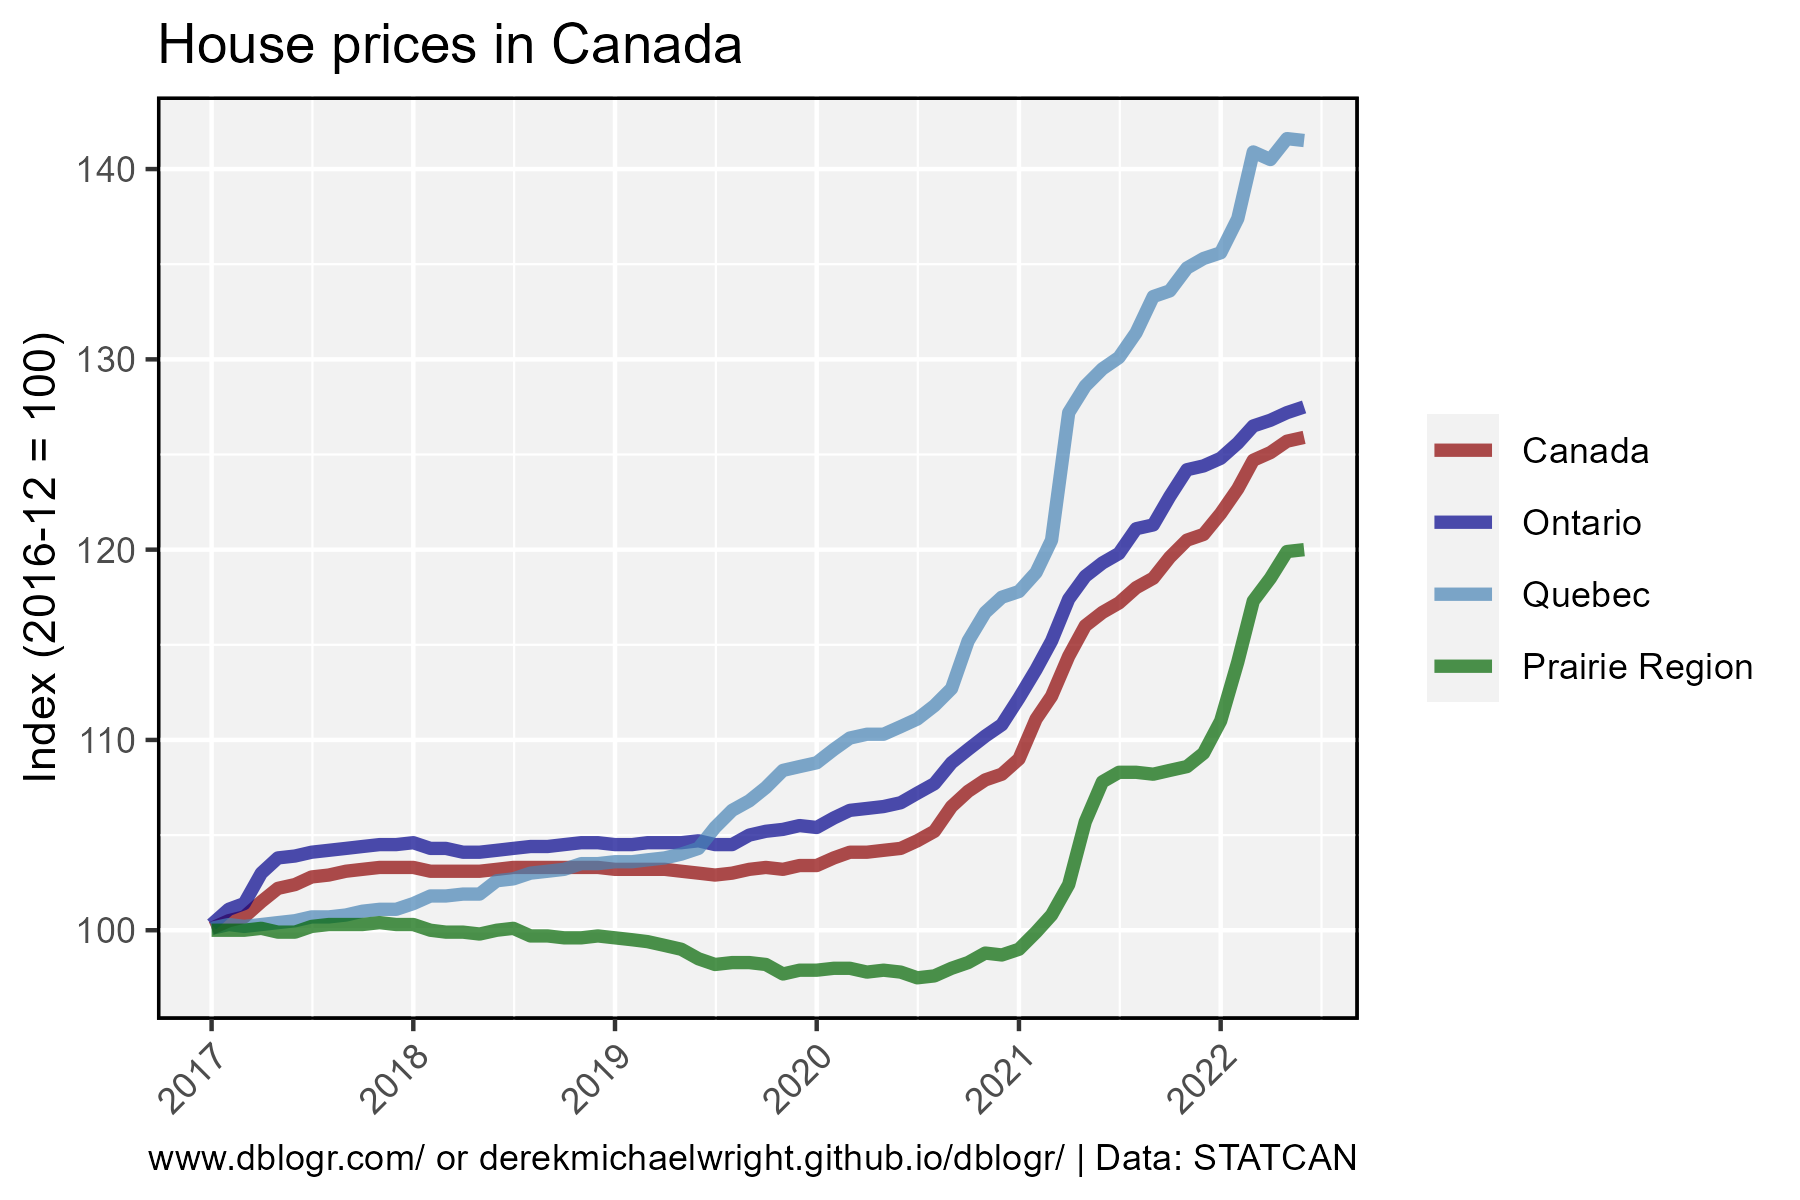 House prices in Canada
Index (2016-12 = 100)
140
130
120
110
100
2017
2018
2019
2020
2021
2022
Canada
Ontario
Quebec
Prairie Region
www.dblogr.com/ or derekmichaelwright.github.io/dblogr/ | Data: STATCAN